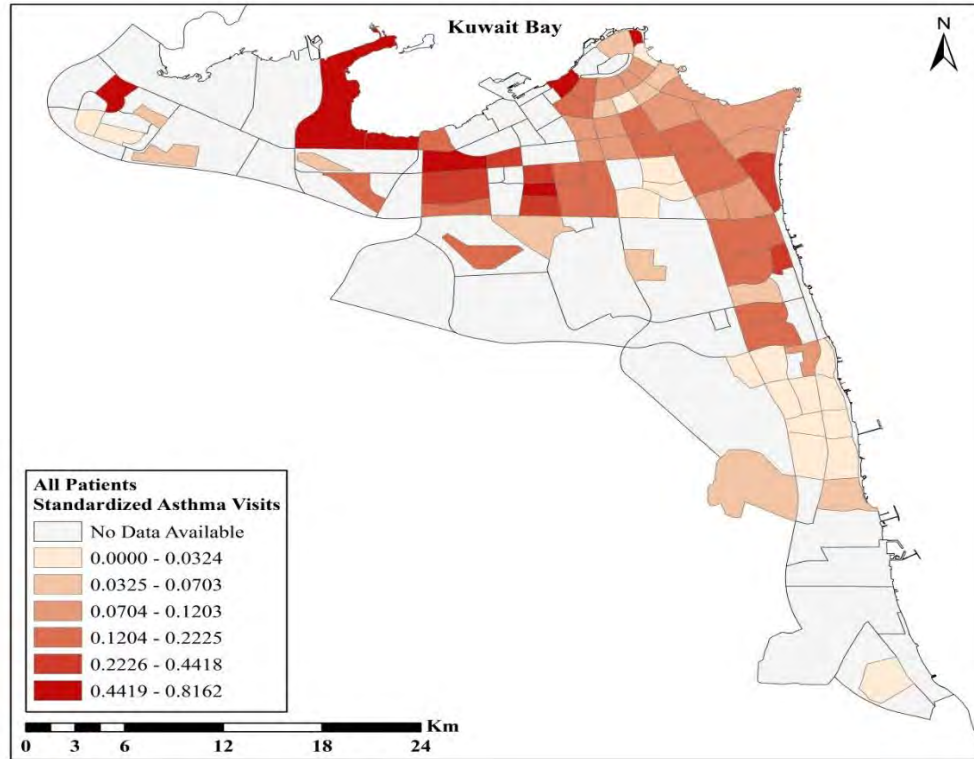 Kuwait Bay
N
All Patients
Standardized Asthma Visits
No Data Available
0.0000 - 0.0324
0.0325 - 0.0703
0.0704 - 0.1203
0.1204 - 0.2225
0.2226 - 0.4418
0.4419 - 0.8162
Km
0 3 6 12 18 24